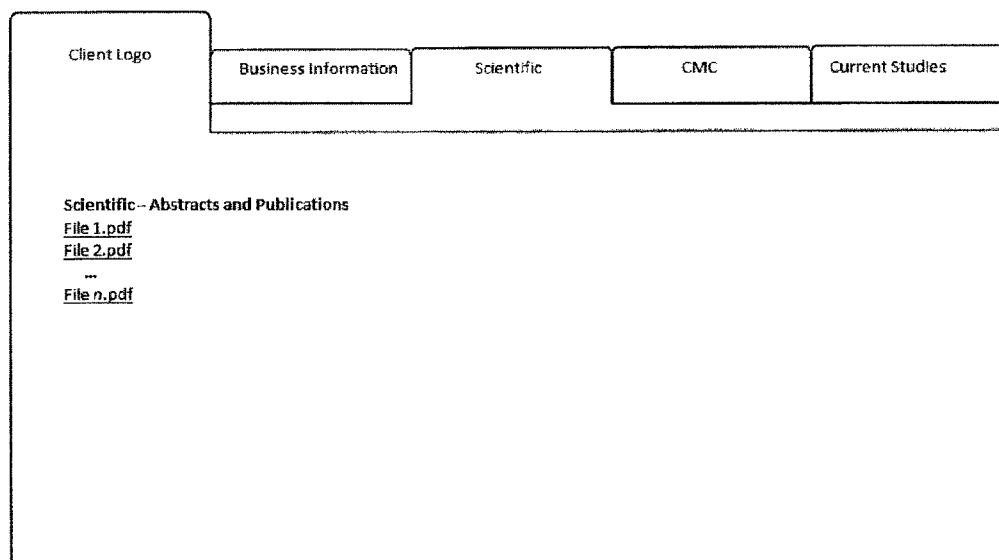 Client Logo
Business Information
Scientific
CMC
Current Studies
Scientific – Abstracts and Publications
File 1.pdf
File 2.pdf
...
File n.pdf